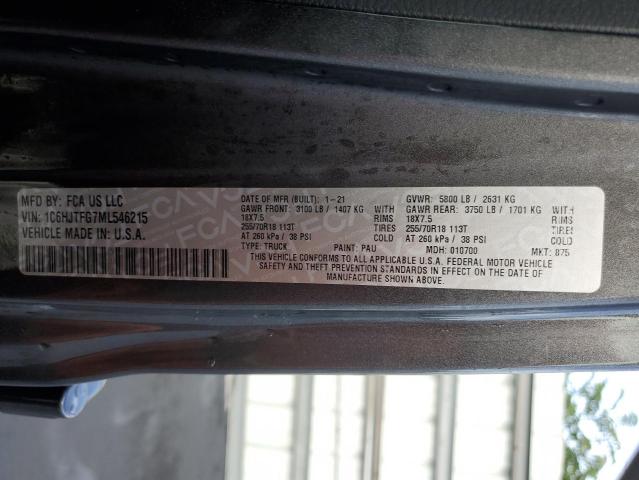 MFD BY: FCA US LLC
VIN: 1C6HJTFG7ML546215
VEHICLE MADE IN: U.S.A.
DATE OF MFR (BUILT): 1-21 GVWR: 5800 LB / 2631 KG
GAWR FRONT: 3100 LB / 1407 KG WITH GAWR REAR: 3750 LB / 1701 KG WITH
18X7.5 RIMS 18X7.5 RIMS
255/70R18 113T TIRES 255/70R18 113T TIRES
AT 260 kPa / 38 PSI COLD AT 260 kPa / 38 PSI COLD
TYPE: TRUCK PAINT: PAU MDH: 010700 MKT: 875
THIS VEHICLE CONFORMS TO ALL APPLICABLE U.S.A. FEDERAL MOTOR VEHICLE
SAFETY AND THEFT PREVENTION STANDARDS IN EFFECT ON THE DATE OF
MANUFACTURE SHOWN ABOVE.